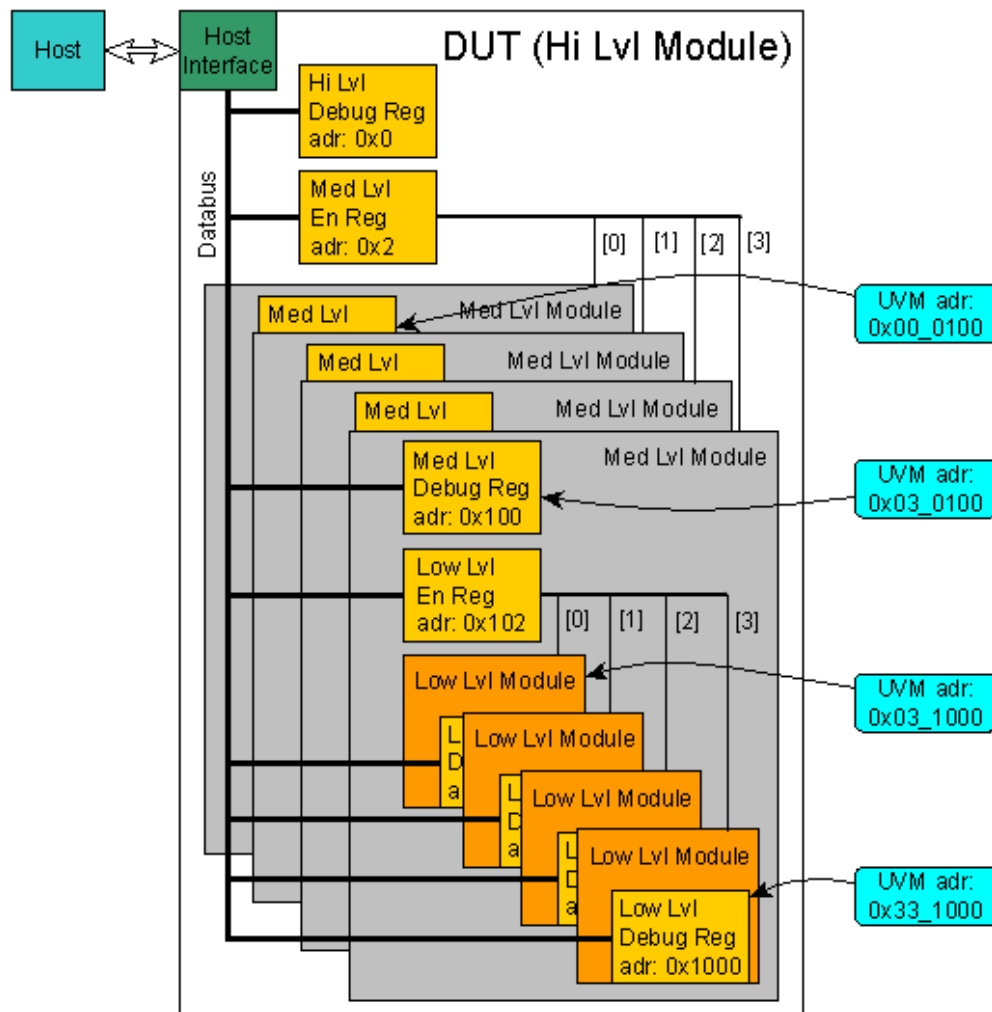 Host
Host
Interface
DUT (Hi Lvl Module)
Hi Lvl
Debug Reg
adr: 0x0
Databus
Med Lvl
En Reg
adr: 0x2
[0]
[1]
[2]
[3]
Med Lvl
Med Lvl Module
UVM adr:
0x00_0100
Med Lvl
Med Lvl Module
Med Lvl
Med Lvl Module
Med Lvl
Debug Reg
adr: 0x100
Med Lvl Module
UVM adr:
0x03_0100
Low Lvl
En Reg
adr: 0x102
[0]
[1]
[2]
[3]
Low Lvl Module
UVM adr:
0x03_1000
L
D
a
Low Lvl Module
L
D
a
Low Lvl Module
L
D
a
Low Lvl Module
UVM adr:
0x33_1000
Low Lvl
Debug Reg
adr: 0x1000